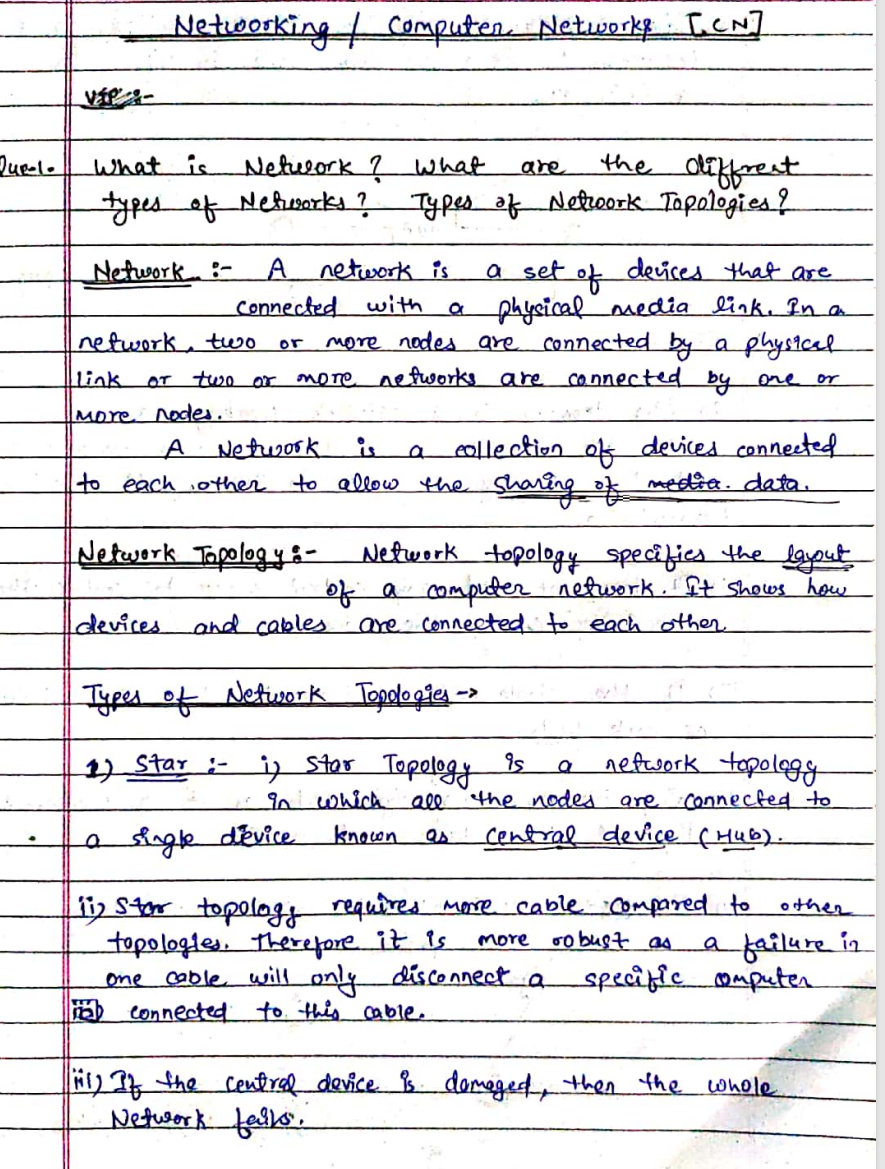 Networking / Computer Networks [CN]
VIP :-
Que-1. What is Network ? What are the diffrent
types of Networks ? Types of Network Topologies ?
Network :- A network is a set of devices that are
connected with a physical media link. In a
network, two or more nodes are connected by a physical
link or two or more networks are connected by one or
more nodes.
A Network is a collection of devices connected
to each other to allow the sharing of media. data.
Network Topology :- Network topology specifies the layout
of a computer network. It shows how
devices and cables are connected to each other
Types of Network Topologies ->
1) Star :- i) Star Topology is a network topology
in which all the nodes are connected to
a single device known as central device (Hub).
ii) Star topology requires more cable compared to other
topologies. Therefore it is more robust as a failure in
one cable will only disconnect a specific computer
connected to this cable.
iii) If the central device is damaged, then the whole
Network fails.